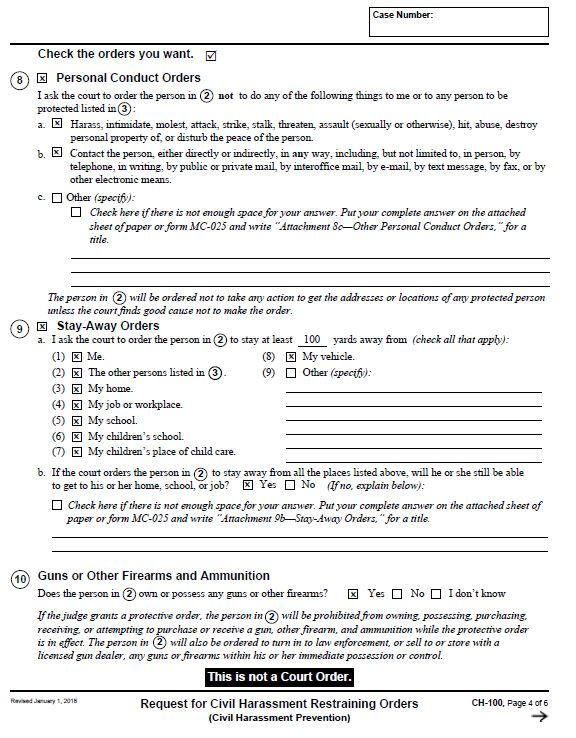 Case Number:
Check the orders you want. ☑
8 ☒ Personal Conduct Orders
I ask the court to order the person in 2 not to do any of the following things to me or to any person to be
protected listed in 3:
a. ☒ Harass, intimidate, molest, attack, strike, stalk, threaten, assault (sexually or otherwise), hit, abuse, destroy
personal property of, or disturb the peace of the person.
b. ☒ Contact the person, either directly or indirectly, in any way, including, but not limited to, in person, by
telephone, in writing, by public or private mail, by interoffice mail, by e-mail, by text message, by fax, or by
other electronic means.
c. ☐ Other (specify):
☐ Check here if there is not enough space for your answer. Put your complete answer on the attached
sheet of paper or form MC-025 and write "Attachment 8c—Other Personal Conduct Orders," for a
title.
The person in 2 will be ordered not to take any action to get the addresses or locations of any protected person
unless the court finds good cause not to make the order.
9 ☒ Stay-Away Orders
a. I ask the court to order the person in 2 to stay at least 100 yards away from (check all that apply):
(1) ☒ Me. (8) ☒ My vehicle.
(2) ☒ The other persons listed in 3. (9) ☐ Other (specify):
(3) ☒ My home.
(4) ☒ My job or workplace.
(5) ☒ My school.
(6) ☒ My children's school.
(7) ☒ My children's place of child care.
b. If the court orders the person in 2 to stay away from all the places listed above, will he or she still be able
to get to his or her home, school, or job? ☒ Yes ☐ No (If no, explain below):
☐ Check here if there is not enough space for your answer. Put your complete answer on the attached sheet of
paper or form MC-025 and write "Attachment 9b—Stay-Away Orders," for a title.
10 Guns or Other Firearms and Ammunition
Does the person in 2 own or possess any guns or other firearms? ☒ Yes ☐ No ☐ I don't know
If the judge grants a protective order, the person in 2 will be prohibited from owning, possessing, purchasing,
receiving, or attempting to purchase or receive a gun, other firearm, and ammunition while the protective order
is in effect. The person in 2 will also be ordered to turn in to law enforcement, or sell to or store with a
licensed gun dealer, any guns or firearms within his or her immediate possession or control.
This is not a Court Order.
Revised January 1, 2018 Request for Civil Harassment Restraining Orders CH-100, Page 4 of 6
(Civil Harassment Prevention) →